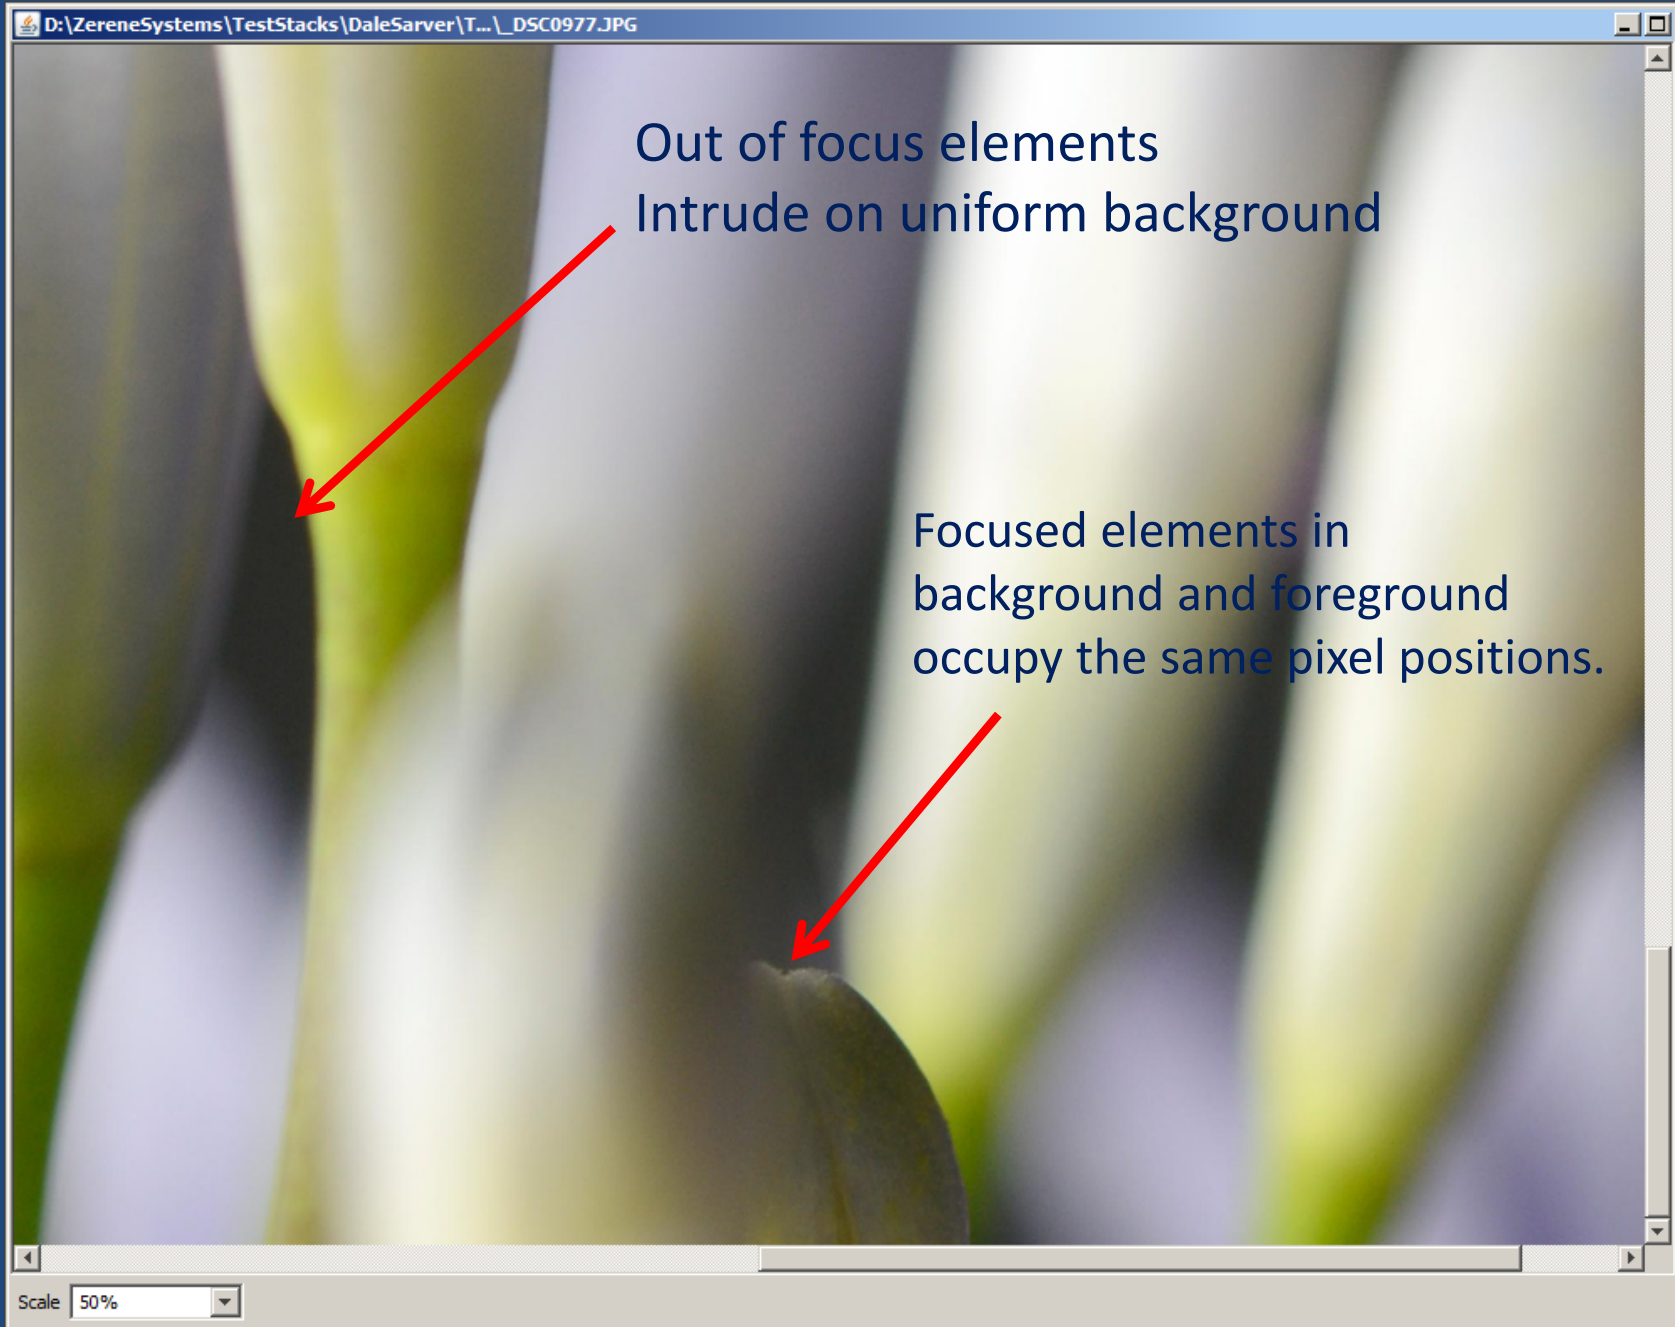 D:\ZereneSystems\TestStacks\DaleSarver\T...\_DSC0977.JPG
Out of focus elements
Intrude on uniform background
Focused elements in
background and foreground
occupy the same pixel positions.
Scale 50%